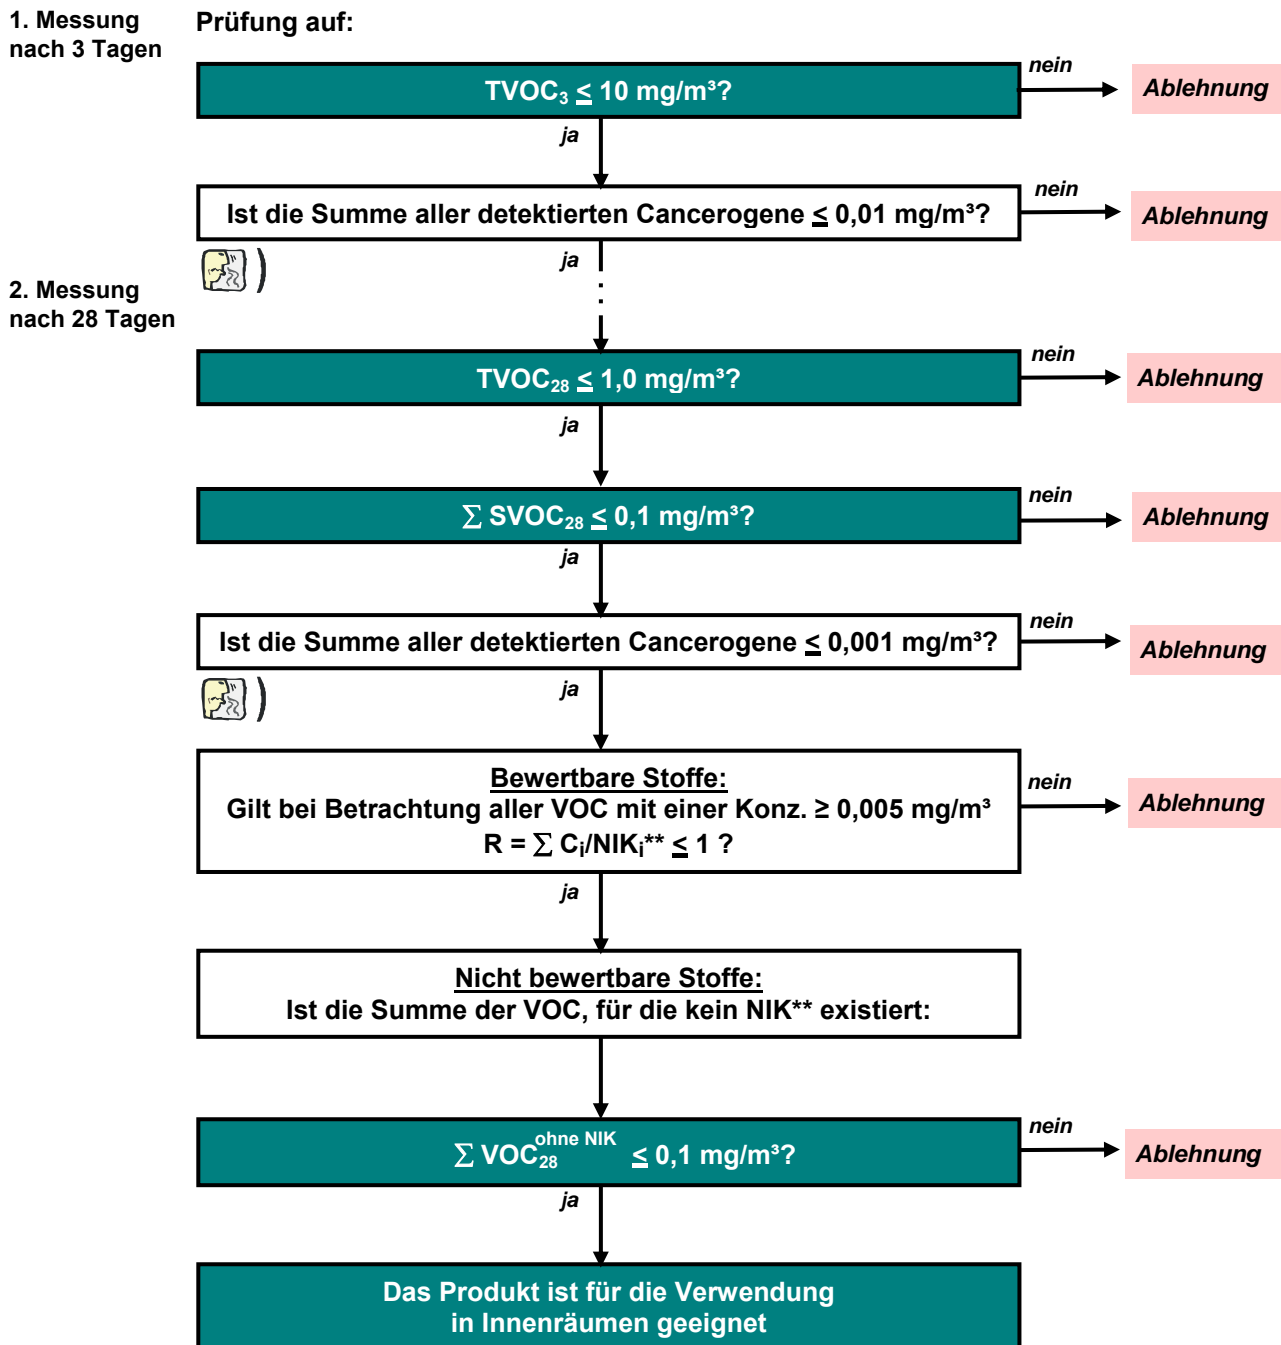 1. Messung
nach 3 Tagen
Prüfung auf:
TVOC₃ ≤ 10 mg/m³?
nein
Ablehnung
ja
Ist die Summe aller detektierten Cancerogene ≤ 0,01 mg/m³?
nein
Ablehnung
)
ja
2. Messung
nach 28 Tagen
TVOC₂₈ ≤ 1,0 mg/m³?
nein
Ablehnung
ja
∑ SVOC₂₈ ≤ 0,1 mg/m³?
nein
Ablehnung
ja
Ist die Summe aller detektierten Cancerogene ≤ 0,001 mg/m³?
nein
Ablehnung
)
ja
Bewertbare Stoffe:
Gilt bei Betrachtung aller VOC mit einer Konz. ≥ 0,005 mg/m³
R = ∑ Cᵢ/NIKᵢ** ≤ 1 ?
nein
Ablehnung
ja
Nicht bewertbare Stoffe:
Ist die Summe der VOC, für die kein NIK** existiert:
∑ VOC₂₈ ohne NIK ≤ 0,1 mg/m³?
nein
Ablehnung
ja
Das Produkt ist für die Verwendung
in Innenräumen geeignet